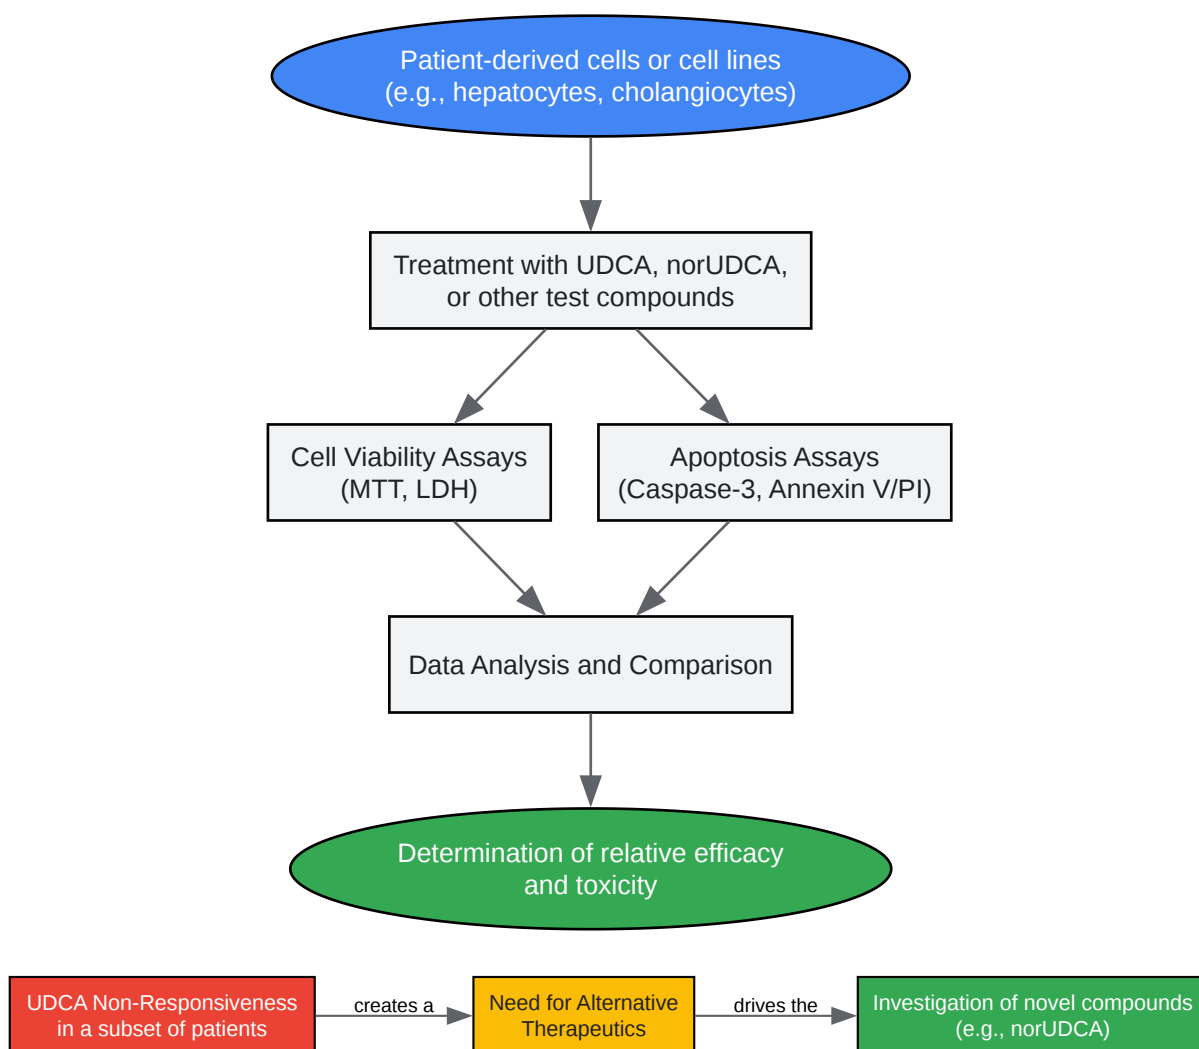 Patient-derived cells or cell lines
(e.g., hepatocytes, cholangiocytes)
Treatment with UDCA, norUDCA,
or other test compounds
Cell Viability Assays
(MTT, LDH)
Apoptosis Assays
(Caspase-3, Annexin V/PI)
Data Analysis and Comparison
Determination of relative efficacy
and toxicity
UDCA Non-Responsiveness
in a subset of patients
creates a
Need for Alternative
Therapeutics
drives the
Investigation of novel compounds
(e.g., norUDCA)